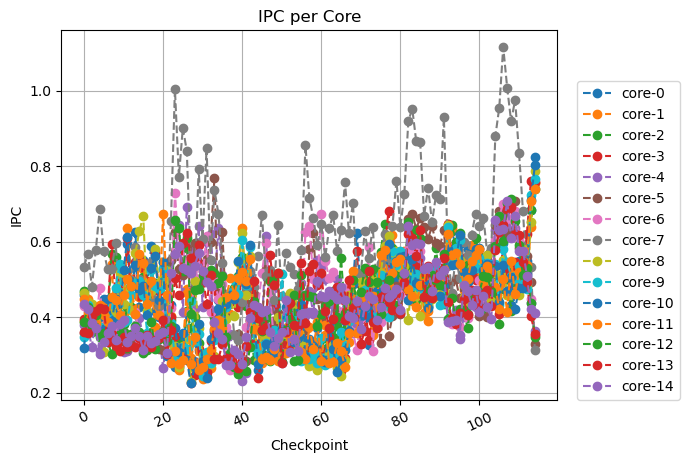 IPC per Core
IPC
1.0
0.8
0.6
0.4
0.2
0
20
40
60
80
100
Checkpoint
core-0
core-1
core-2
core-3
core-4
core-5
core-6
core-7
core-8
core-9
core-10
core-11
core-12
core-13
core-14